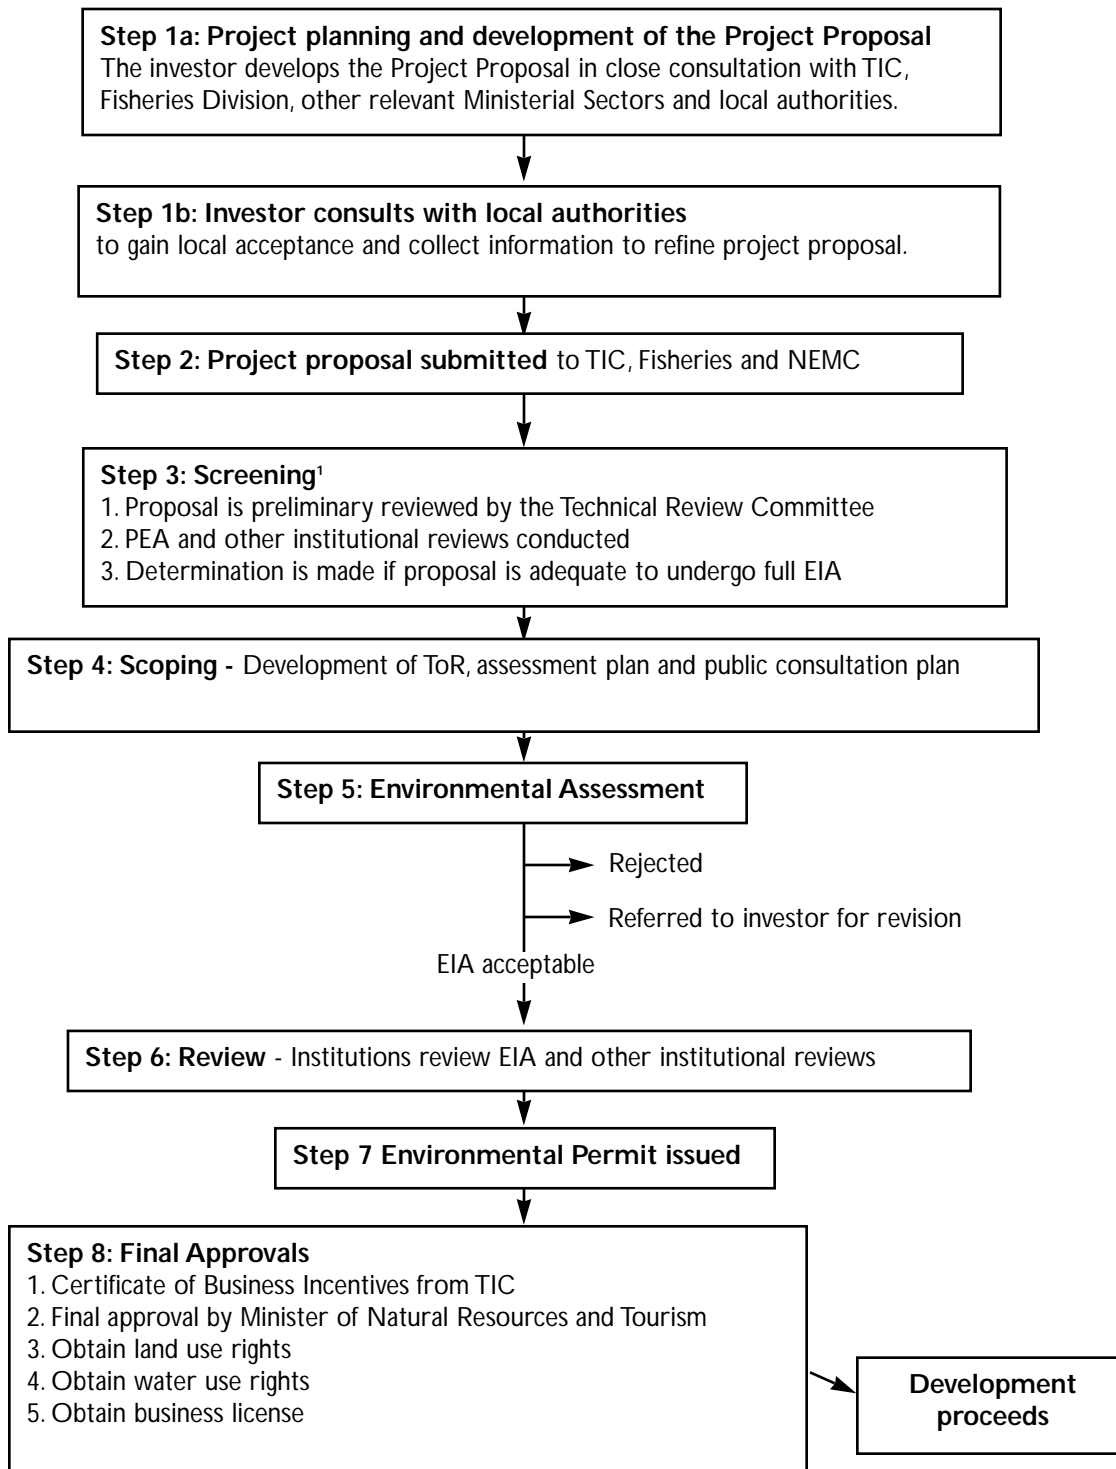 Step 1a: Project planning and development of the Project Proposal
The investor develops the Project Proposal in close consultation with TIC,
Fisheries Division, other relevant Ministerial Sectors and local authorities.
Step 1b: Investor consults with local authorities
to gain local acceptance and collect information to refine project proposal.
Step 2: Project proposal submitted to TIC, Fisheries and NEMC
Step 3: Screening¹
1. Proposal is preliminary reviewed by the Technical Review Committee
2. PEA and other institutional reviews conducted
3. Determination is made if proposal is adequate to undergo full EIA
Step 4: Scoping - Development of ToR, assessment plan and public consultation plan
Step 5: Environmental Assessment
Rejected
Referred to investor for revision
EIA acceptable
Step 6: Review - Institutions review EIA and other institutional reviews
Step 7 Environmental Permit issued
Step 8: Final Approvals
1. Certificate of Business Incentives from TIC
2. Final approval by Minister of Natural Resources and Tourism
3. Obtain land use rights
4. Obtain water use rights
5. Obtain business license
Development
proceeds